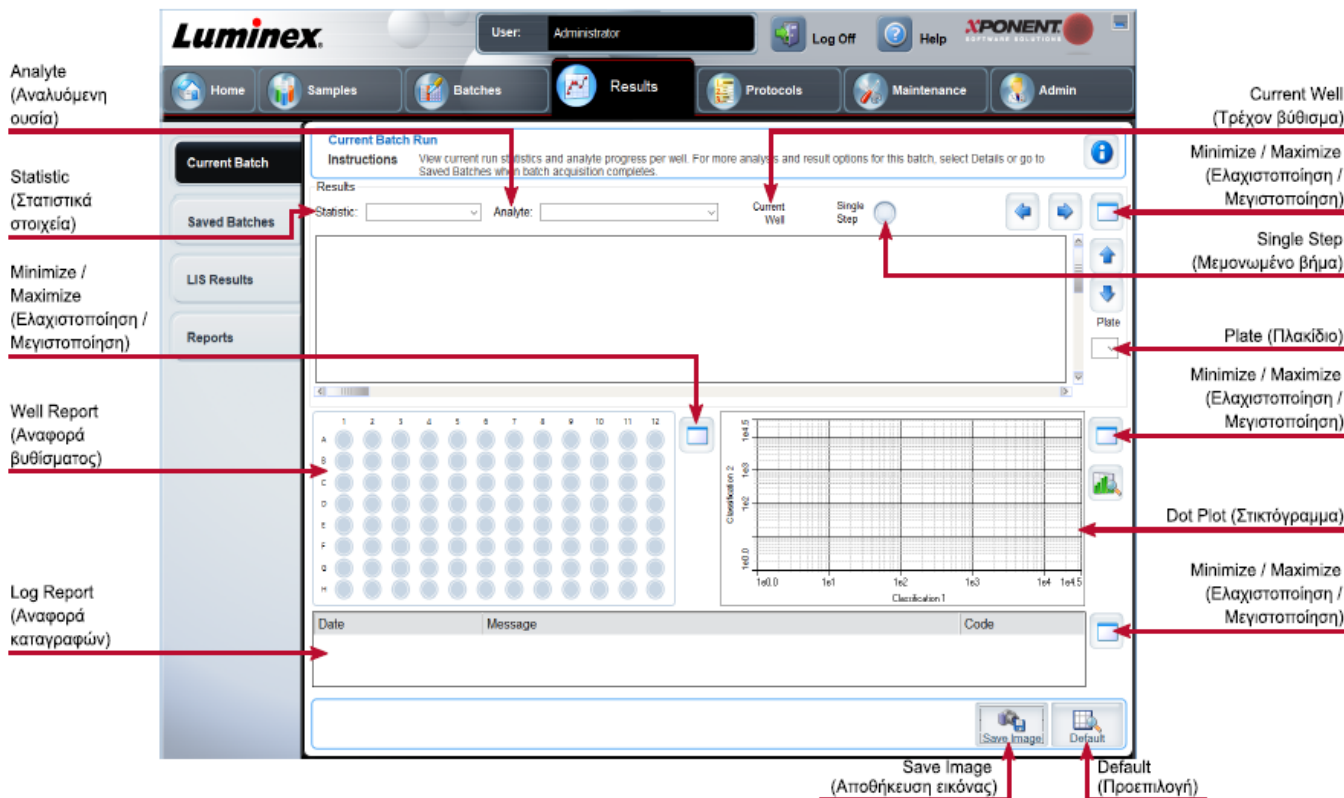 Luminex.
User:
Administrator
Log Off
Help
XPONENT.
SOFTWARE SOLUTIONS
Home
Samples
Batches
Results
Protocols
Maintenance
Admin
Analyte
(Αναλυόμενη
ουσία)
Statistic
(Στατιστικά
στοιχεία)
Minimize /
Maximize
(Ελαχιστοποίηση /
Μεγιστοποίηση)
Well Report
(Αναφορά
βυθίσματος)
Log Report
(Αναφορά
καταγραφών)
Current Batch
Saved Batches
LIS Results
Reports
Current Batch Run
Instructions
View current run statistics and analyte progress per well. For more analysis and result options for this batch, select Details or go to
Saved Batches when batch acquisition completes.
Results
Statistic:
Analyte:
Current
Well
Single
Step
Plate
1 2 3 4 5 6 7 8 9 10 11 12
A
B
C
D
E
F
G
H
Classification 2
1e4.5
1e3
1e2
1e0.0
1e0.0 1e1 1e2 1e3 1e4 1e4.5
Classification 1
Date Message Code
Save Image
Default
Current Well
(Τρέχον βύθισμα)
Minimize / Maximize
(Ελαχιστοποίηση /
Μεγιστοποίηση)
Single Step
(Μεμονωμένο βήμα)
Plate (Πλακίδιο)
Minimize / Maximize
(Ελαχιστοποίηση /
Μεγιστοποίηση)
Dot Plot (Στικτόγραμμα)
Minimize / Maximize
(Ελαχιστοποίηση /
Μεγιστοποίηση)
Save Image
(Αποθήκευση εικόνας)
Default
(Προεπιλογή)